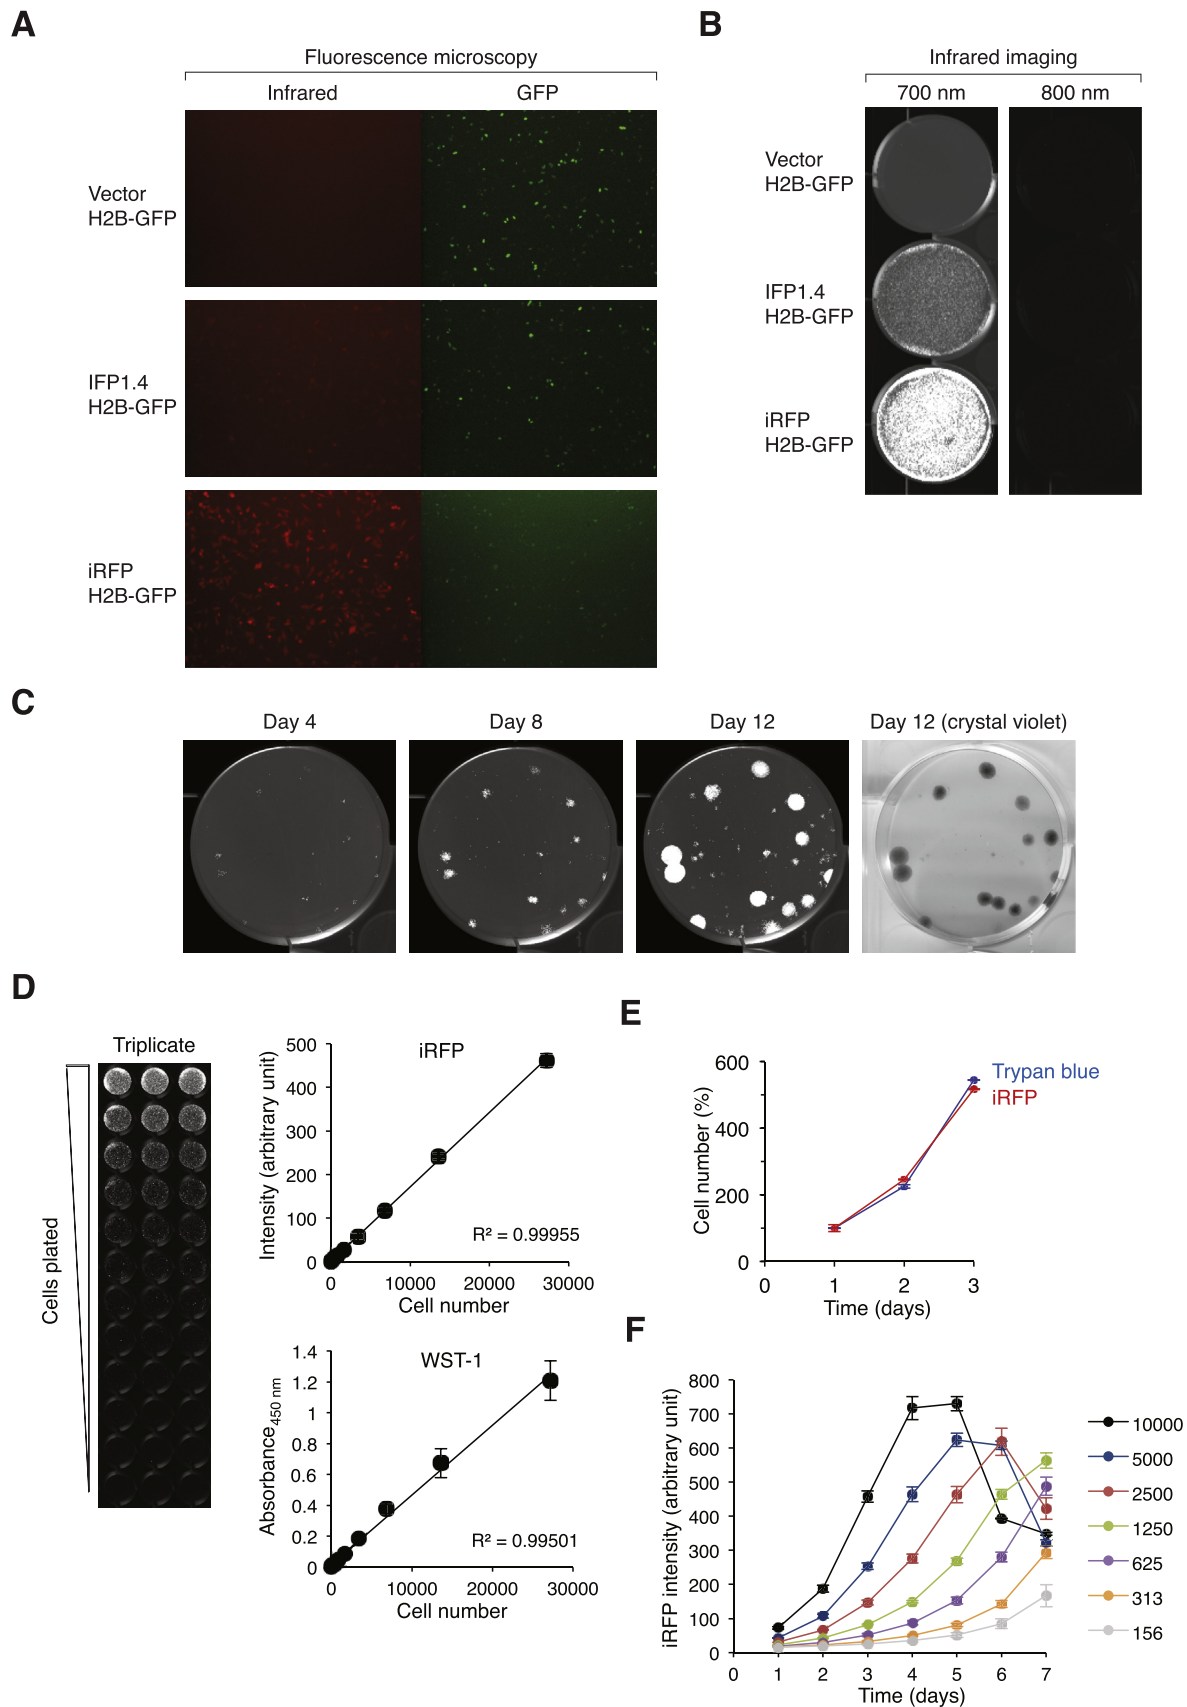 A
Fluorescence microscopy
Infrared
GFP
Vector
H2B-GFP
IFP1.4
H2B-GFP
iRFP
H2B-GFP
B
Infrared imaging
700 nm
800 nm
Vector
H2B-GFP
IFP1.4
H2B-GFP
iRFP
H2B-GFP
C
Day 4
Day 8
Day 12
Day 12 (crystal violet)
D
Triplicate
Cells plated
iRFP
Intensity (arbitrary unit)
500
400
300
200
100
0
R² = 0.99955
0
10000
20000
30000
Cell number
WST-1
Absorbance450 nm
1.4
1.2
1
0.8
0.6
0.4
0.2
0
R² = 0.99501
0
10000
20000
30000
Cell number
E
Cell number (%)
600
400
200
0
Trypan blue
iRFP
0
1
2
3
Time (days)
F
iRFP intensity (arbitrary unit)
800
700
600
500
400
300
200
100
0
0
1
2
3
4
5
6
7
Time (days)
10000
5000
2500
1250
625
313
156